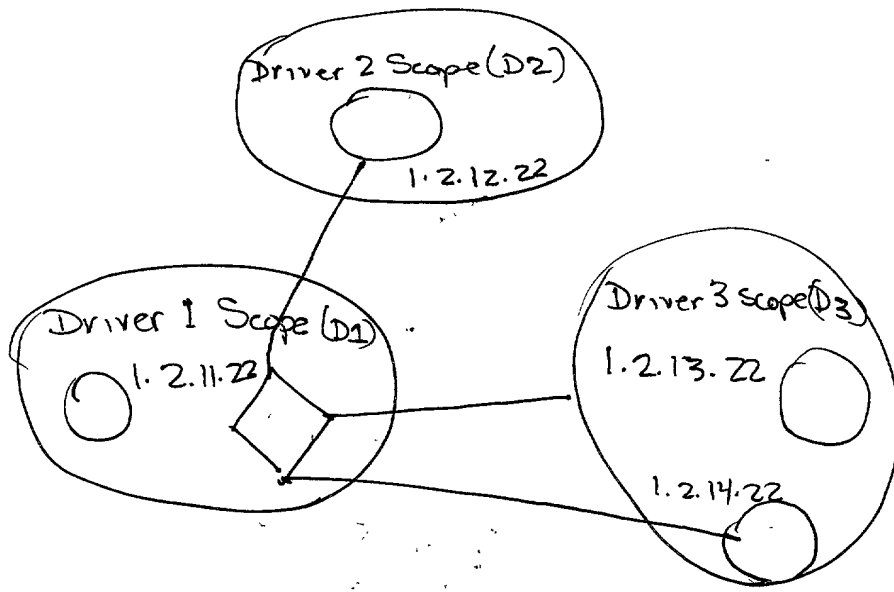 Driver 2 Scope(D2)
1.2.12.22
Driver 1 Scope(D1)
1.2.11.22
Driver 3 scope(D3)
1.2.13.22
1.2.14.22